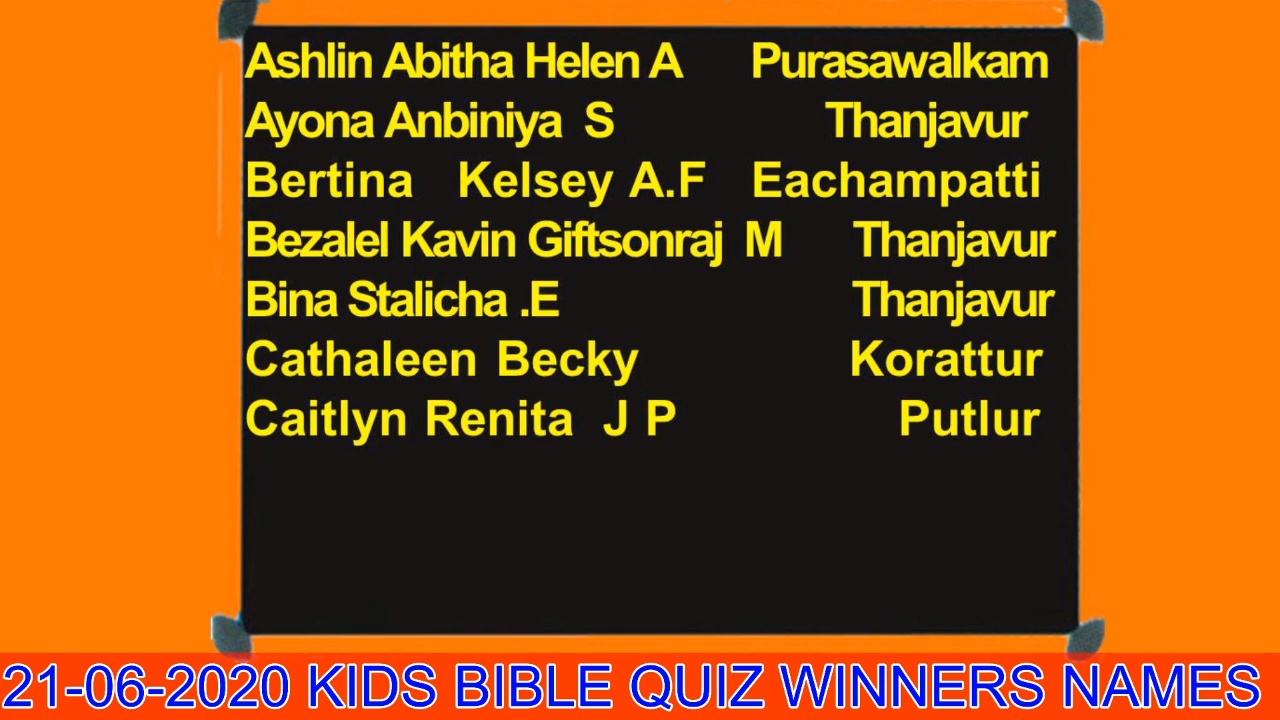 Ashlin Abitha Helen A Purasawalkam
Ayona Anbiniya S Thanjavur
Bertina Kelsey A.F Eachampatti
Bezalel Kavin Giftsonraj M Thanjavur
Bina Stalicha .E Thanjavur
Cathaleen Becky Korattur
Caitlyn Renita J P Putlur
21-06-2020 KIDS BIBLE QUIZ WINNERS NAMES